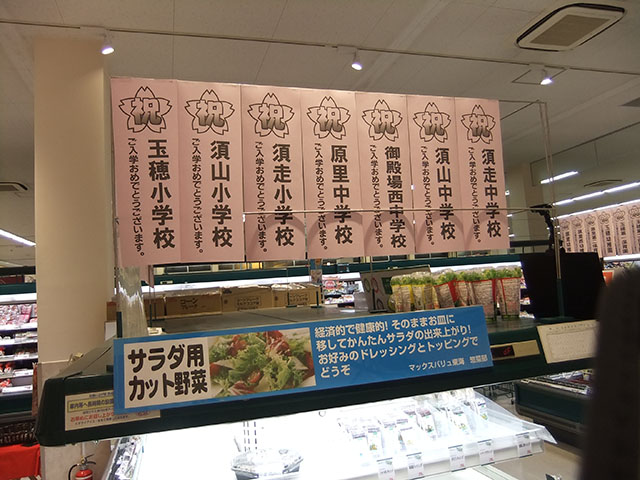 祝
玉穂小学校
ご入学おめでとうございます。
祝
須山小学校
ご入学おめでとうございます。
祝
須走小学校
ご入学おめでとうございます。
祝
原里中学校
ご入学おめでとうございます。
祝
御殿場西中学校
ご入学おめでとうございます。
祝
須山中学校
ご入学おめでとうございます。
祝
須走中学校
ご入学おめでとうございます。
サラダ用
カット野菜
経済的で健康的! そのままお皿に
移してかんたんサラダの出来上がり!
お好みのドレッシングとトッピングで
どうぞ
マックスバリュ東海 惣菜部